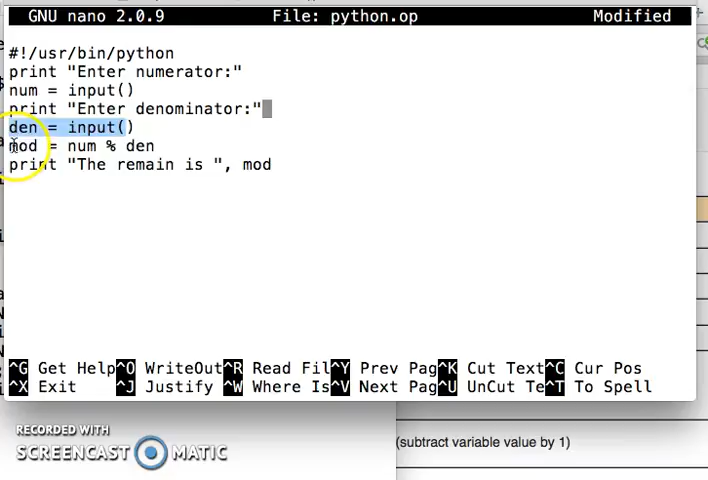 GNU nano 2.0.9 File: python.op Modified
#!/usr/bin/python
print "Enter numerator:"
num = input()
print "Enter denominator:"
den = input()
mod = num % den
print "The remain is ", mod
^G Get Help ^O WriteOut ^R Read Fil ^Y Prev Pag ^K Cut Text ^C Cur Pos
^X Exit ^J Justify ^W Where Is ^V Next Pag ^U UnCut Te ^T To Spell
RECORDED WITH
SCREENCAST MATIC
(subtract variable value by 1)